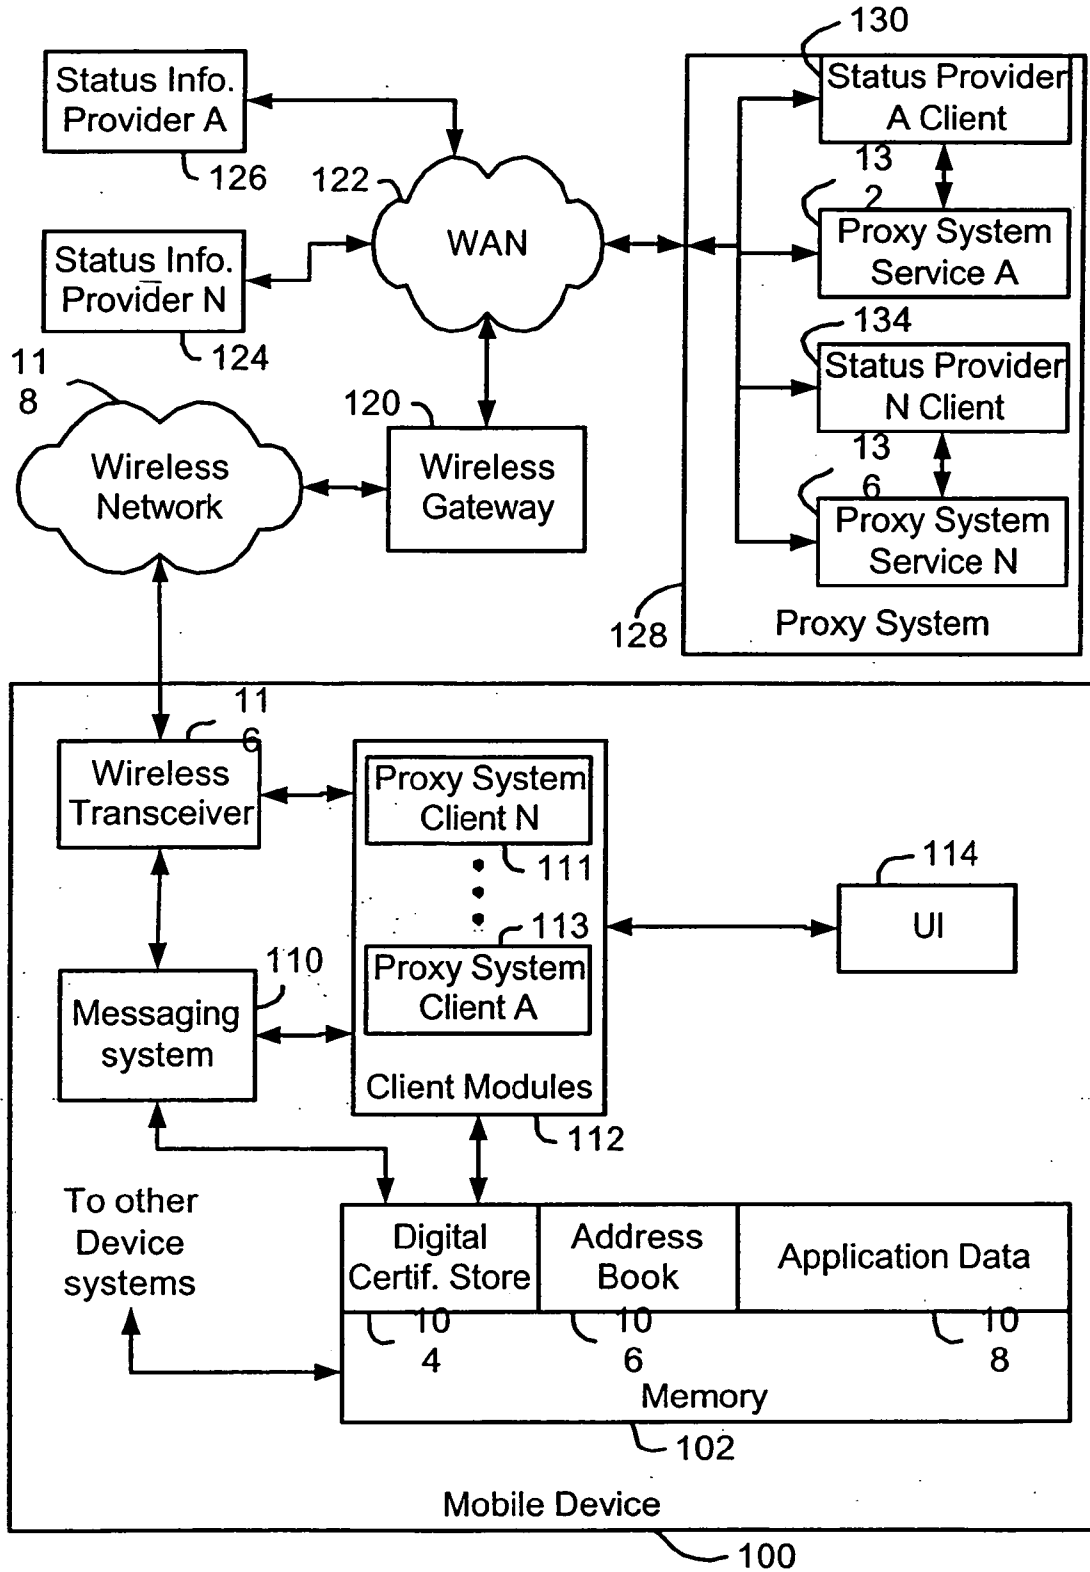 130
Status Info.
Provider A
126
Status Provider
A Client
13
2
122
WAN
Proxy System
Service A
Status Info.
Provider N
124
134
Status Provider
N Client
11
8
120
13
6
Wireless
Network
Wireless
Gateway
Proxy System
Service N
128
Proxy System
11
6
Wireless
Transceiver
Proxy System
Client N
111
114
UI
113
Proxy System
Client A
110
Messaging
system
Client Modules
112
To other
Device
systems
Digital
Certif. Store
Address
Book
Application Data
10
4
10
6
10
8
Memory
102
Mobile Device
100